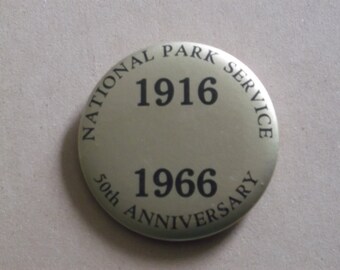 NATIONAL PARK SERVICE
1916
1966
50th ANNIVERSARY